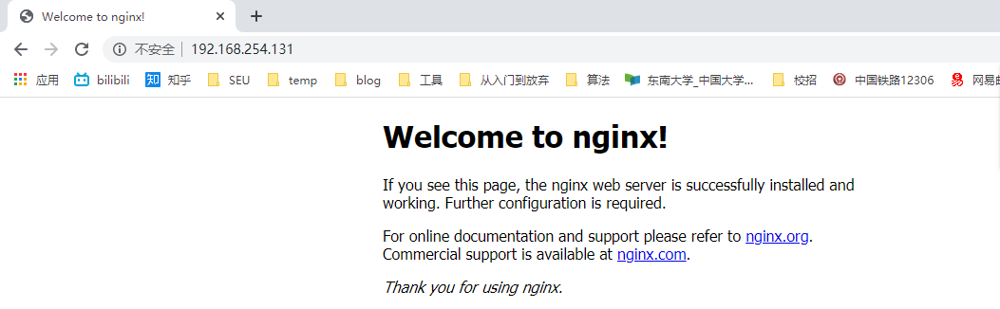 Welcome to nginx!
不安全 192.168.254.131
应用 bilibili 知 知乎 SEU temp blog 工具 从入门到放弃 算法 东南大学_中国大学... 校招 中国铁路12306 网易邮
Welcome to nginx!
If you see this page, the nginx web server is successfully installed and
working. Further configuration is required.
For online documentation and support please refer to nginx.org.
Commercial support is available at nginx.com.
Thank you for using nginx.